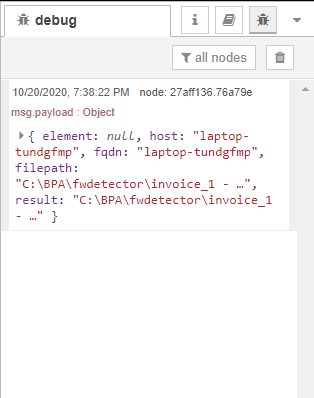 debug
all nodes
10/20/2020, 7:38:22 PM node: 27aff136.76a79e
msg.payload : Object
{ element: null, host: "laptop-
tundgfmp", fqdn: "laptop-tundgfmp",
filepath:
"C:\BPA\fwdetector\invoice_1 - …",
result: "C:\BPA\fwdetector\invoice_1
- …" }